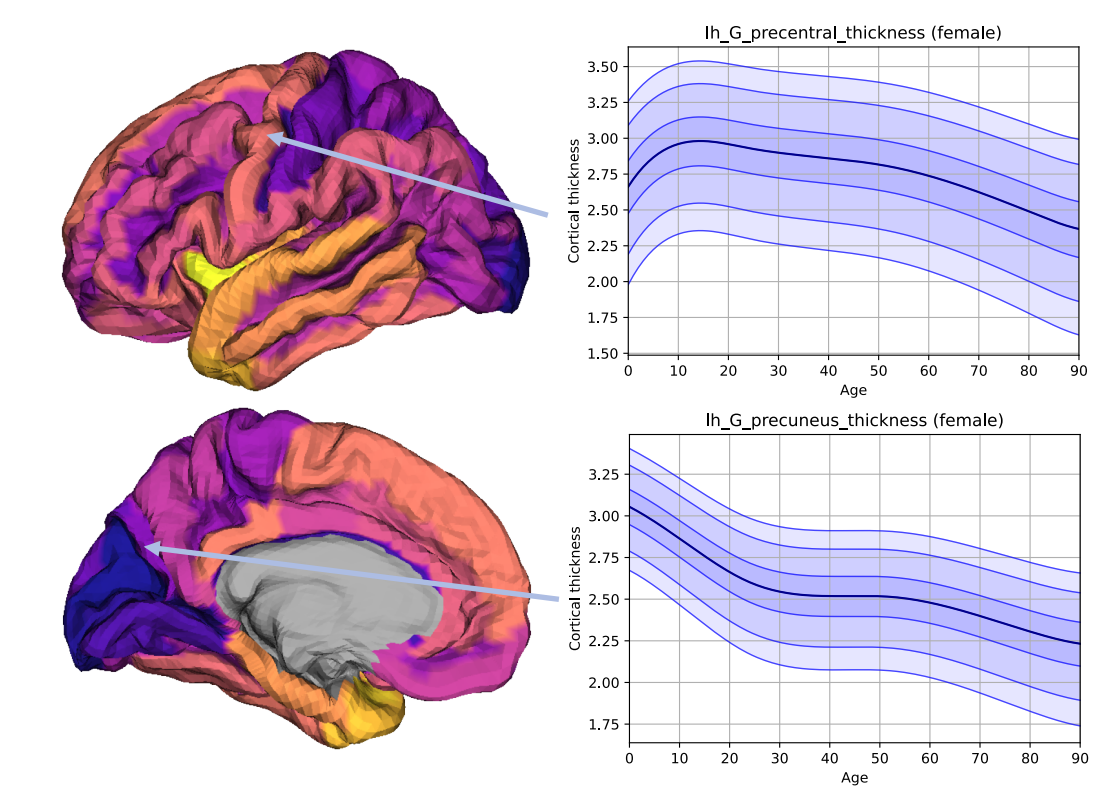 lh_G_precentral_thickness (female)
3.50
3.25
3.00
2.75
2.50
2.25
2.00
1.75
1.50
Cortical thickness
0 10 20 30 40 50 60 70 80 90
Age
lh_G_precuneus_thickness (female)
3.25
3.00
2.75
2.50
2.25
2.00
1.75
Cortical thickness
0 10 20 30 40 50 60 70 80 90
Age